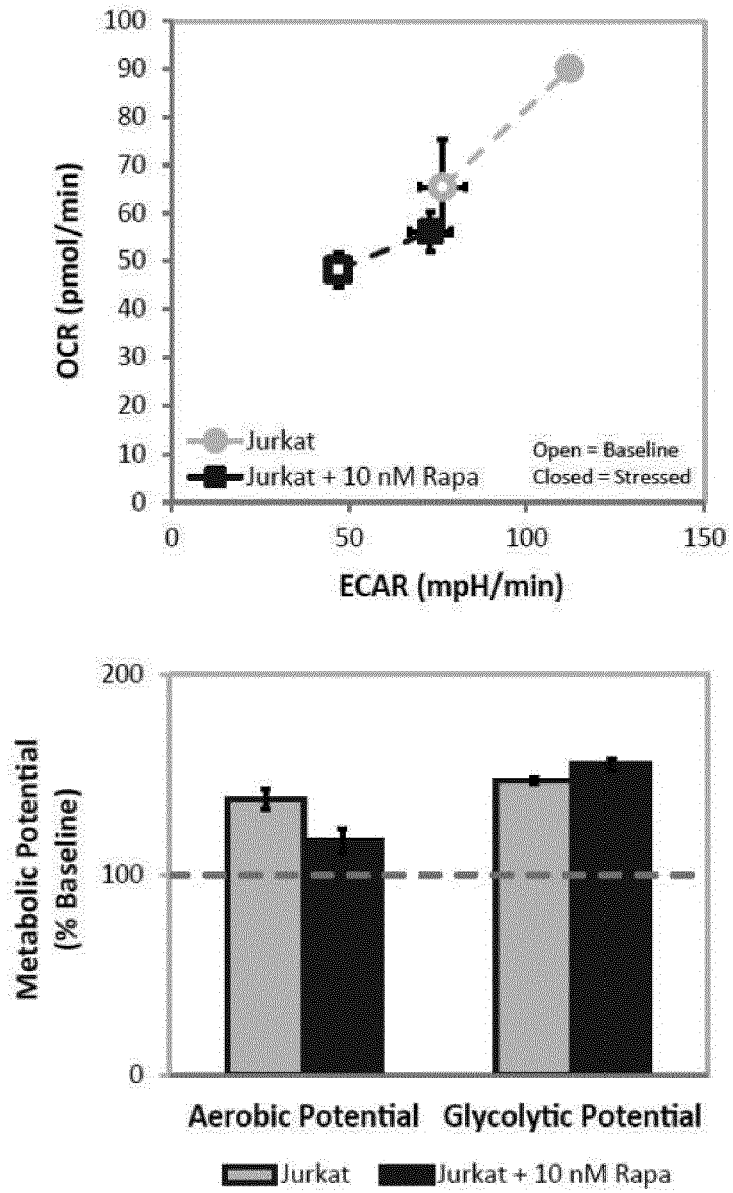 100
90
80
70
60
50
40
30
20
10
0
OCR (pmol/min)
Jurkat
Jurkat + 10 nM Rapa
Open = Baseline
Closed = Stressed
0 50 100 150
ECAR (mpH/min)
200
100
0
Metabolic Potential
(% Baseline)
Aerobic Potential Glycolytic Potential
Jurkat Jurkat + 10 nM Rapa